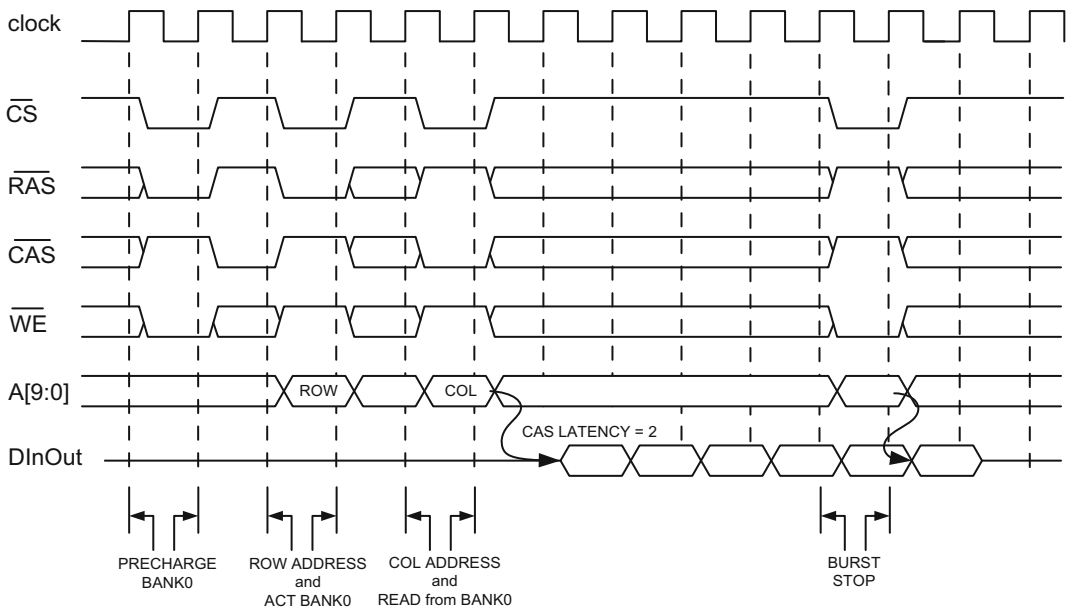 clock
CS
RAS
CAS
WE
A[9:0]
ROW
COL
CAS LATENCY = 2
DInOut
PRECHARGE
BANK0
ROW ADDRESS
and
ACT BANK0
COL ADDRESS
and
READ from BANK0
BURST
STOP